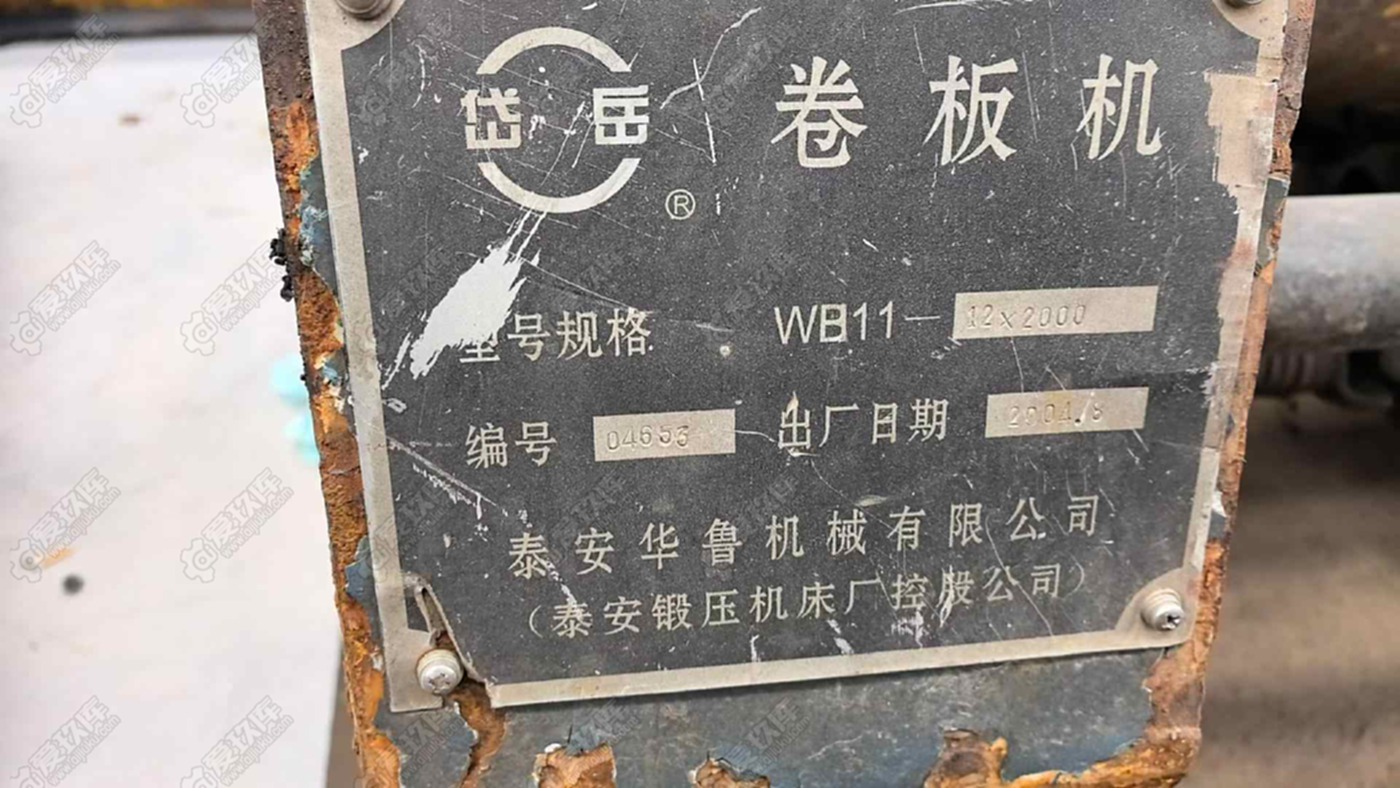 岱岳 ® 卷板机
型号规格 WB11-12×2000
编号 04653 出厂日期 2004.8
泰安华鲁机械有限公司
（泰安锻压机床厂控股公司）